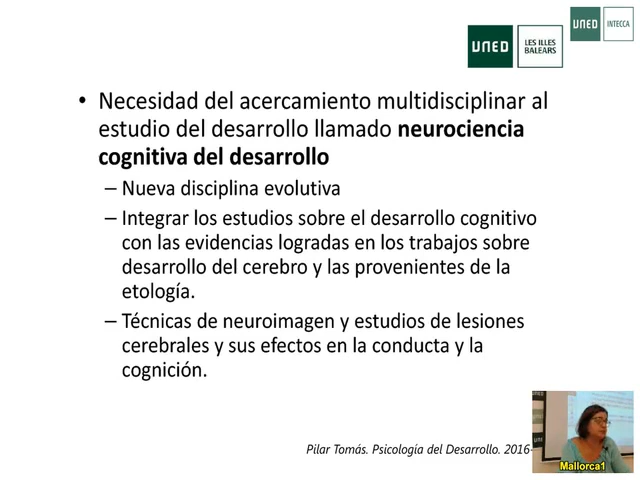 UNED
INTECCA
UNED
LES ILLES
BALEARS
• Necesidad del acercamiento multidisciplinar al
estudio del desarrollo llamado neurociencia
cognitiva del desarrollo
– Nueva disciplina evolutiva
– Integrar los estudios sobre el desarrollo cognitivo
con las evidencias logradas en los trabajos sobre
desarrollo del cerebro y las provenientes de la
etología.
– Técnicas de neuroimagen y estudios de lesiones
cerebrales y sus efectos en la conducta y la
cognición.
Pilar Tomás. Psicología del Desarrollo. 2016-
Mallorca1